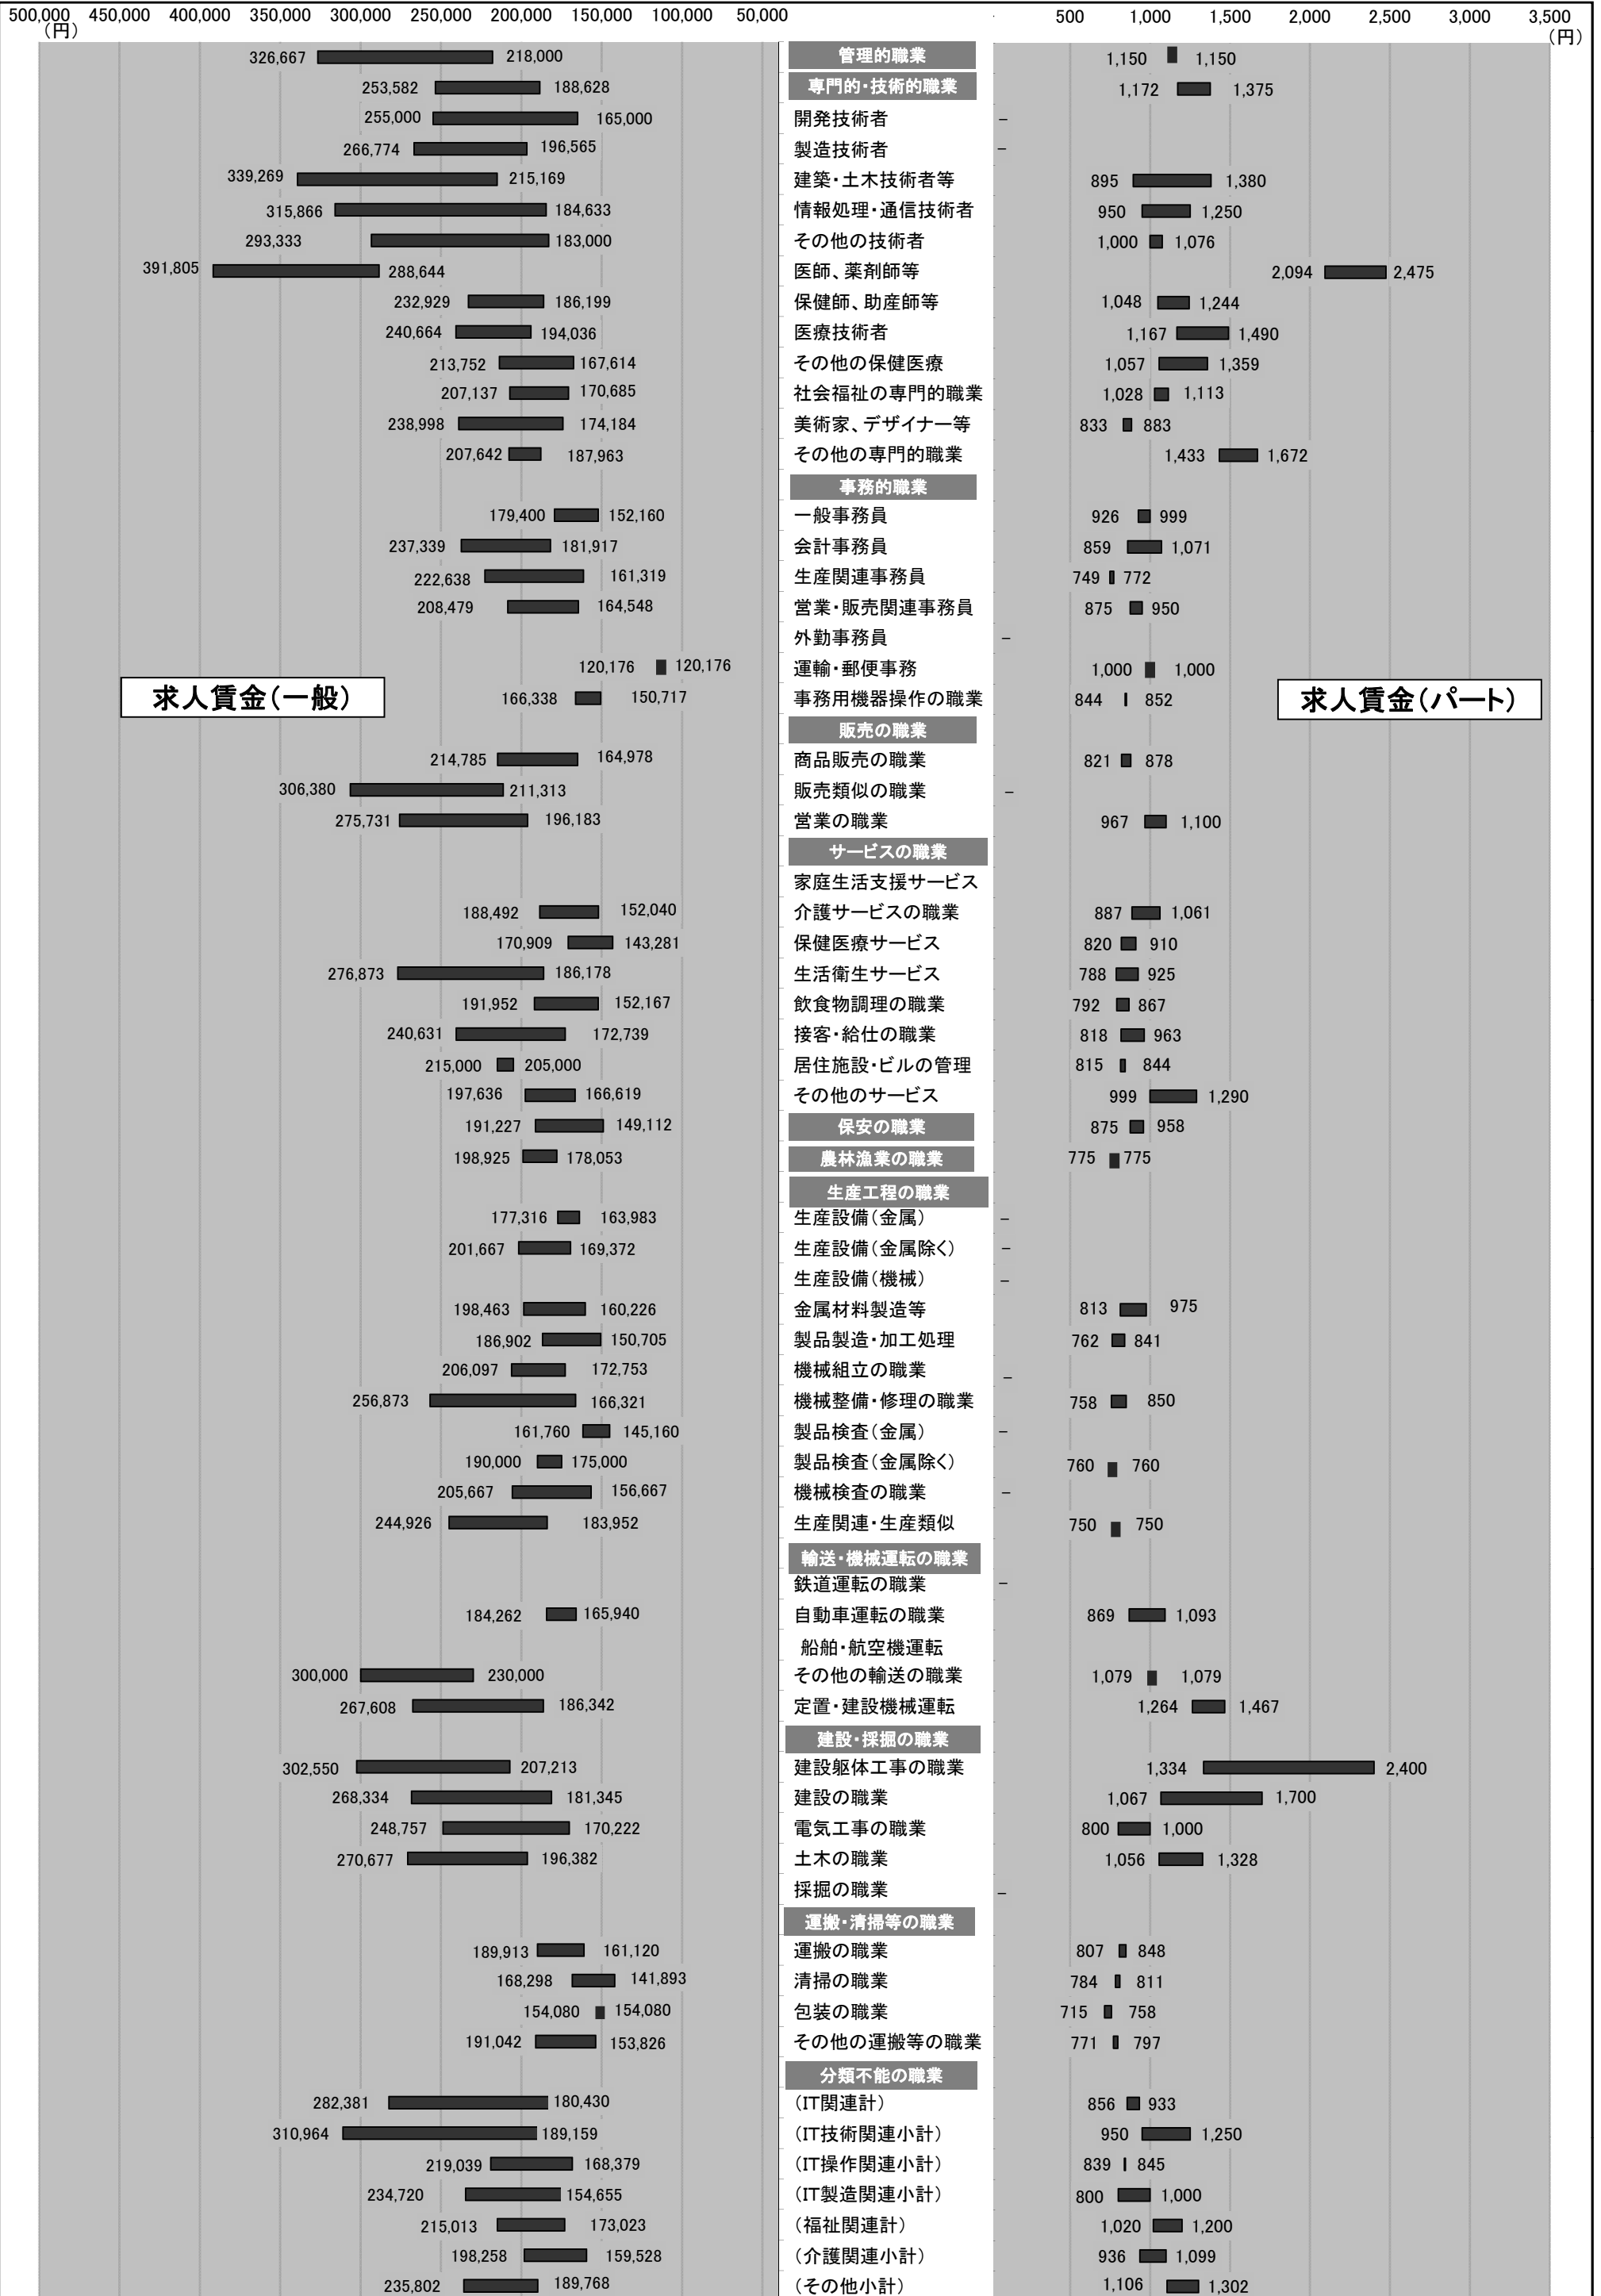 500,000 450,000 400,000 350,000 300,000 250,000 200,000 150,000 100,000 50,000 500 1,000 1,500 2,000 2,500 3,000 3,500
(円) (円)
326,667 218,000 管理的職業 1,150 1,150
253,582 188,628 専門的・技術的職業 1,172 1,375
255,000 165,000 開発技術者 –
266,774 196,565 製造技術者 –
339,269 215,169 建築・土木技術者等 895 1,380
315,866 184,633 情報処理・通信技術者 950 1,250
293,333 183,000 その他の技術者 1,000 1,076
391,805 288,644 医師、薬剤師等 2,094 2,475
232,929 186,199 保健師、助産師等 1,048 1,244
240,664 194,036 医療技術者 1,167 1,490
213,752 167,614 その他の保健医療 1,057 1,359
207,137 170,685 社会福祉の専門的職業 1,028 1,113
238,998 174,184 美術家、デザイナー等 833 883
207,642 187,963 その他の専門的職業 1,433 1,672
事務的職業
179,400 152,160 一般事務員 926 999
237,339 181,917 会計事務員 859 1,071
222,638 161,319 生産関連事務員 749 772
208,479 164,548 営業・販売関連事務員 875 950
外勤事務員 –
120,176 120,176 運輸・郵便事務 1,000 1,000
求人賃金(一般) 166,338 150,717 事務用機器操作の職業 844 852 求人賃金(パート)
販売の職業
214,785 164,978 商品販売の職業 821 878
306,380 211,313 販売類似の職業 –
275,731 196,183 営業の職業 967 1,100
サービスの職業
家庭生活支援サービス
188,492 152,040 介護サービスの職業 887 1,061
170,909 143,281 保健医療サービス 820 910
276,873 186,178 生活衛生サービス 788 925
191,952 152,167 飲食物調理の職業 792 867
240,631 172,739 接客・給仕の職業 818 963
215,000 205,000 居住施設・ビルの管理 815 844
197,636 166,619 その他のサービス 999 1,290
191,227 149,112 保安の職業 875 958
198,925 178,053 農林漁業の職業 775 775
生産工程の職業
177,316 163,983 生産設備(金属) –
201,667 169,372 生産設備(金属除く) –
生産設備(機械) –
198,463 160,226 金属材料製造等 813 975
186,902 150,705 製品製造・加工処理 762 841
206,097 172,753 機械組立の職業 –
256,873 166,321 機械整備・修理の職業 758 850
161,760 145,160 製品検査(金属) –
190,000 175,000 製品検査(金属除く) 760 760
205,667 156,667 機械検査の職業 –
244,926 183,952 生産関連・生産類似 750 750
輸送・機械運転の職業
鉄道運転の職業 –
184,262 165,940 自動車運転の職業 869 1,093
船舶・航空機運転
300,000 230,000 その他の輸送の職業 1,079 1,079
267,608 186,342 定置・建設機械運転 1,264 1,467
建設・採掘の職業
302,550 207,213 建設躯体工事の職業 1,334 2,400
268,334 181,345 建設の職業 1,067 1,700
248,757 170,222 電気工事の職業 800 1,000
270,677 196,382 土木の職業 1,056 1,328
採掘の職業 –
運搬・清掃等の職業
189,913 161,120 運搬の職業 807 848
168,298 141,893 清掃の職業 784 811
154,080 154,080 包装の職業 715 758
191,042 153,826 その他の運搬等の職業 771 797
分類不能の職業
282,381 180,430 (IT関連計) 856 933
310,964 189,159 (IT技術関連小計) 950 1,250
219,039 168,379 (IT操作関連小計) 839 845
234,720 154,655 (IT製造関連小計) 800 1,000
215,013 173,023 (福祉関連計) 1,020 1,200
198,258 159,528 (介護関連小計) 936 1,099
235,802 189,768 (その他小計) 1,106 1,302